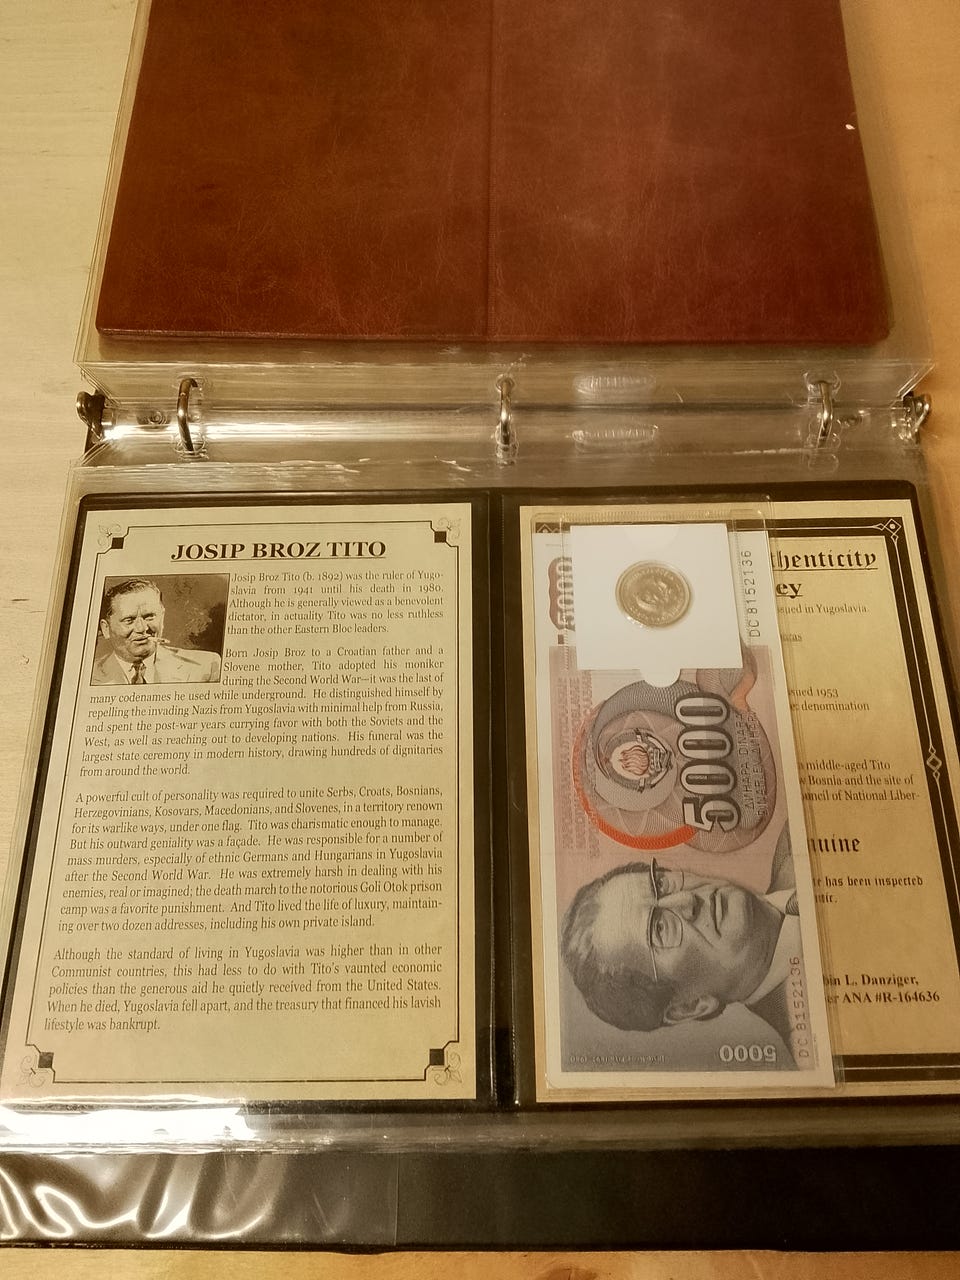 JOSIP BROZ TITO
Josip Broz Tito (b. 1892) was the ruler of Yugo-
slavia from 1941 until his death in 1980.
Although he is generally viewed as a benevolent
dictator, in actuality Tito was no less ruthless
than the other Eastern Bloc leaders.
Born Josip Broz to a Croatian father and a
Slovene mother, Tito adopted his moniker
during the Second World War—it was the last of
many codenames he used while underground. He distinguished himself by
repelling the invading Nazis from Yugoslavia with minimal help from Russia,
and spent the post-war years currying favor with both the Soviets and the
West, as well as reaching out to developing nations. His funeral was the
largest state ceremony in modern history, drawing hundreds of dignitaries
from around the world.
A powerful cult of personality was required to unite Serbs, Croats, Bosnians,
Herzegovinians, Kosovars, Macedonians, and Slovenes, in a territory renown
for its warlike ways, under one flag. Tito was charismatic enough to manage.
But his outward geniality was a façade. He was responsible for a number of
mass murders, especially of ethnic Germans and Hungarians in Yugoslavia
after the Second World War. He was extremely harsh in dealing with his
enemies, real or imagined; the death march to the notorious Goli Otok prison
camp was a favorite punishment. And Tito lived the life of luxury, maintain-
ing over two dozen addresses, including his own private island.
Although the standard of living in Yugoslavia was higher than in other
Communist countries, this had less to do with Tito's vaunted economic
policies than the generous aid he quietly received from the United States.
When he died, Yugoslavia fell apart, and the treasury that financed his lavish
lifestyle was bankrupt.
henticity
ey
ssued in Yugoslavia
ssued 1953
denomination
middle-aged Tito
Bosnia and the site of
uncil of National Liber-
nuine
has been inspected
bin L. Danziger,
er ANA #R-164636
5000
DC 8152136
5000
ДИНАРА DINARA
DINARJEV ДИНАРИ
DC 8152136
5000